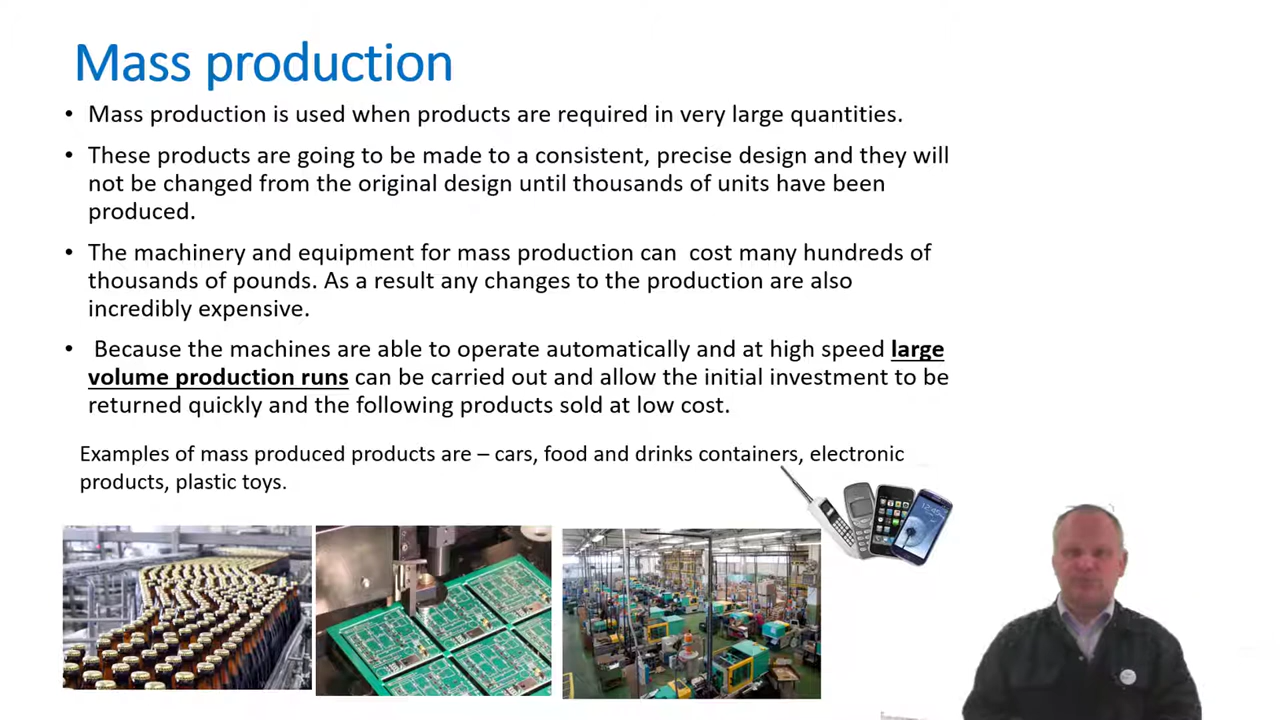 Mass production
• Mass production is used when products are required in very large quantities.
• These products are going to be made to a consistent, precise design and they will
not be changed from the original design until thousands of units have been
produced.
• The machinery and equipment for mass production can  cost many hundreds of
thousands of pounds. As a result any changes to the production are also
incredibly expensive.
•  Because the machines are able to operate automatically and at high speed large
volume production runs can be carried out and allow the initial investment to be
returned quickly and the following products sold at low cost.
Examples of mass produced products are – cars, food and drinks containers, electronic
products, plastic toys.